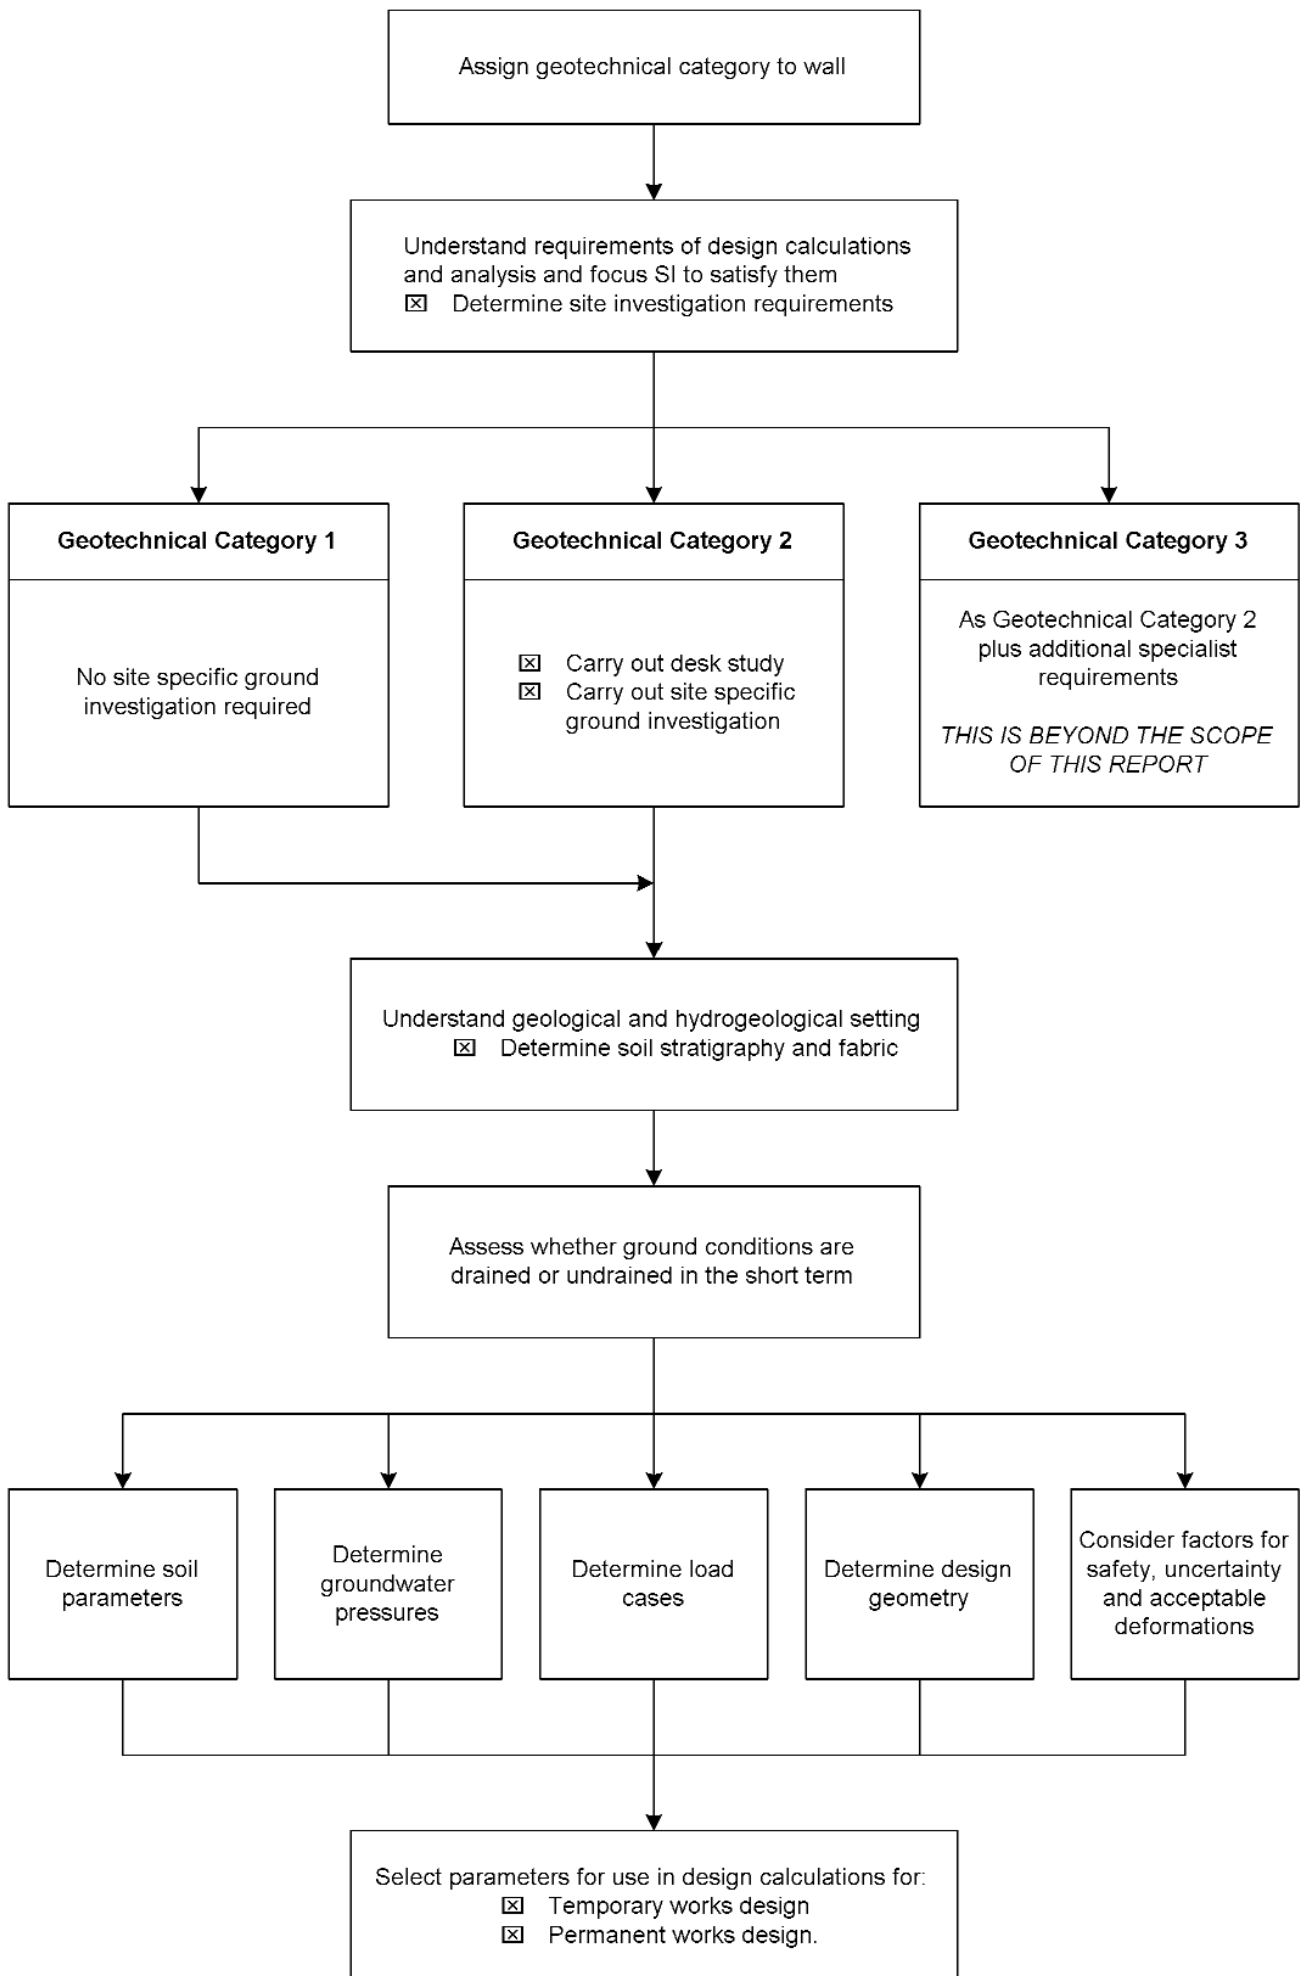 Assign geotechnical category to wall
Understand requirements of design calculations
and analysis and focus SI to satisfy them
☒ Determine site investigation requirements
Geotechnical Category 1
No site specific ground
investigation required
Geotechnical Category 2
☒ Carry out desk study
☒ Carry out site specific
ground investigation
Geotechnical Category 3
As Geotechnical Category 2
plus additional specialist
requirements
THIS IS BEYOND THE SCOPE
OF THIS REPORT
Understand geological and hydrogeological setting
☒ Determine soil stratigraphy and fabric
Assess whether ground conditions are
drained or undrained in the short term
Determine soil
parameters
Determine
groundwater
pressures
Determine load
cases
Determine design
geometry
Consider factors for
safety, uncertainty
and acceptable
deformations
Select parameters for use in design calculations for:
☒ Temporary works design
☒ Permanent works design.